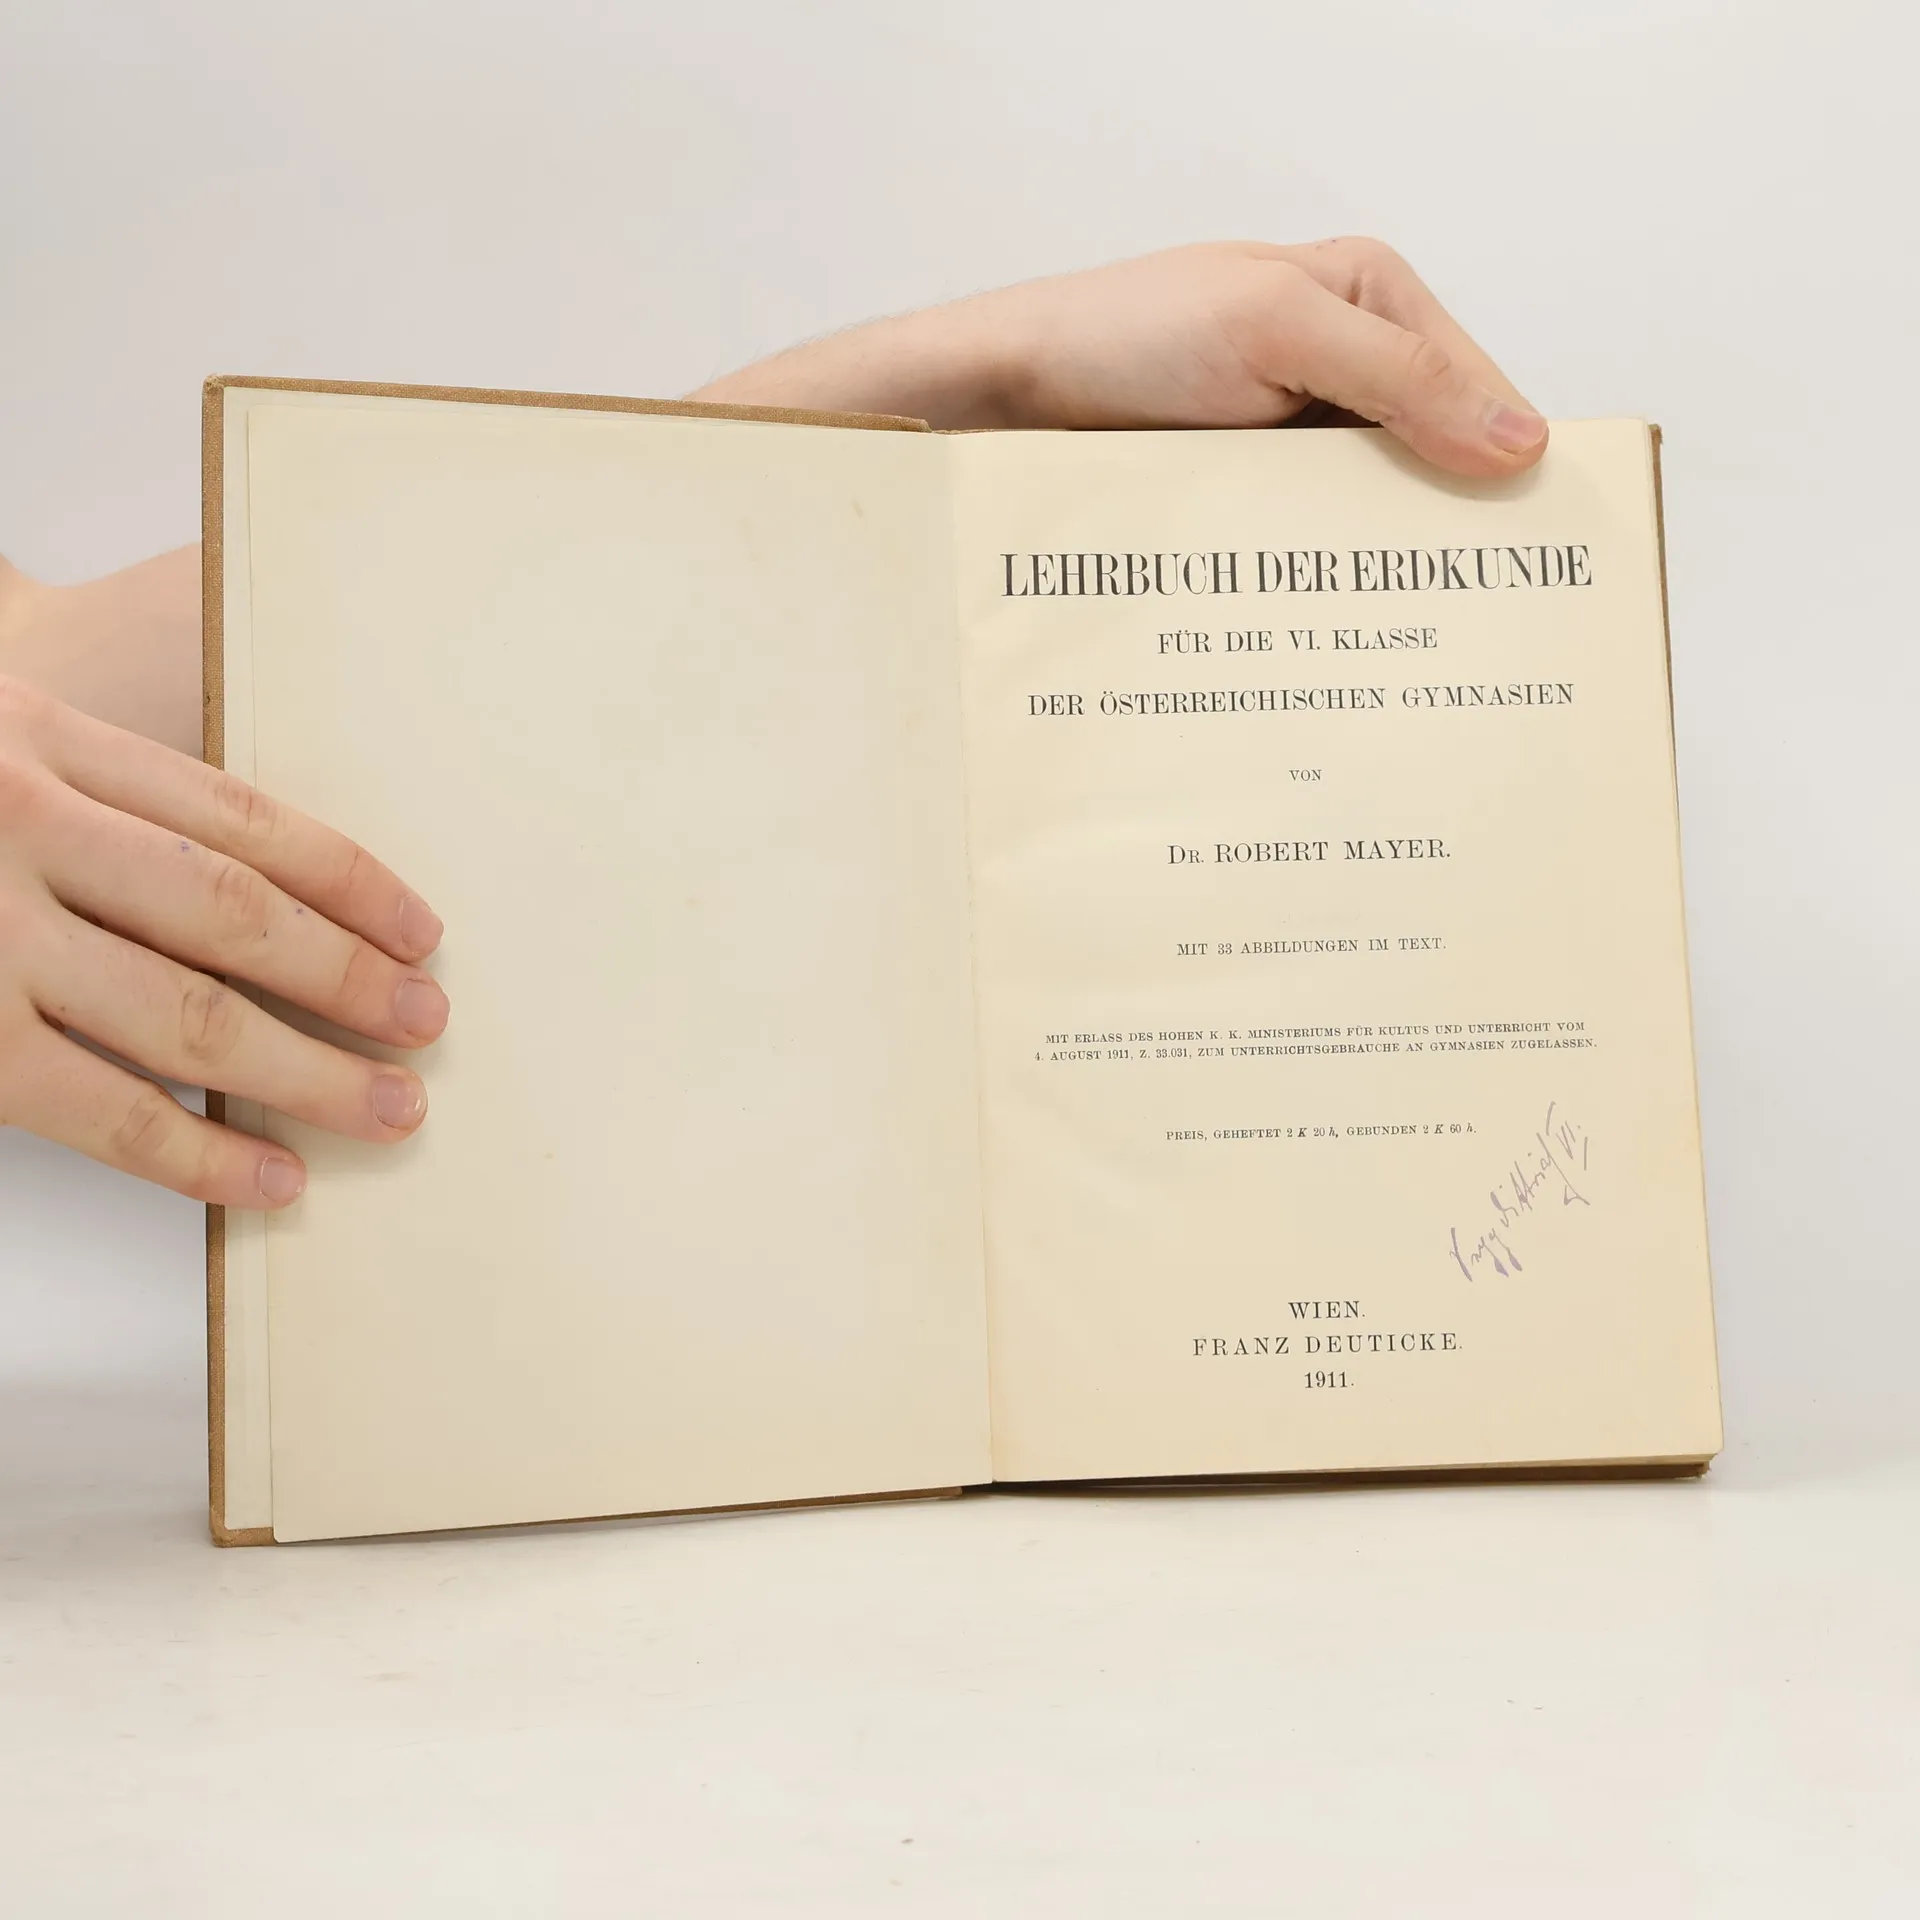 LEHRBUCH DER ERDKUNDE
FÜR DIE VI. KLASSE
DER ÖSTERREICHISCHEN GYMNASIEN
VON
DR. ROBERT MAYER.
MIT 33 ABBILDUNGEN IM TEXT.
MIT ERLASS DES HOHEN K. K. MINISTERIUMS FÜR KULTUS UND UNTERRICHT VOM
4. AUGUST 1911, Z. 33.031, ZUM UNTERRICHTSGEBRAUCHE AN GYMNASIEN ZUGELASSEN.
PREIS, GEHEFTET 2 K 20 h, GEBUNDEN 2 K 60 h.
VI.
WIEN.
FRANZ DEUTICKE.
1911.